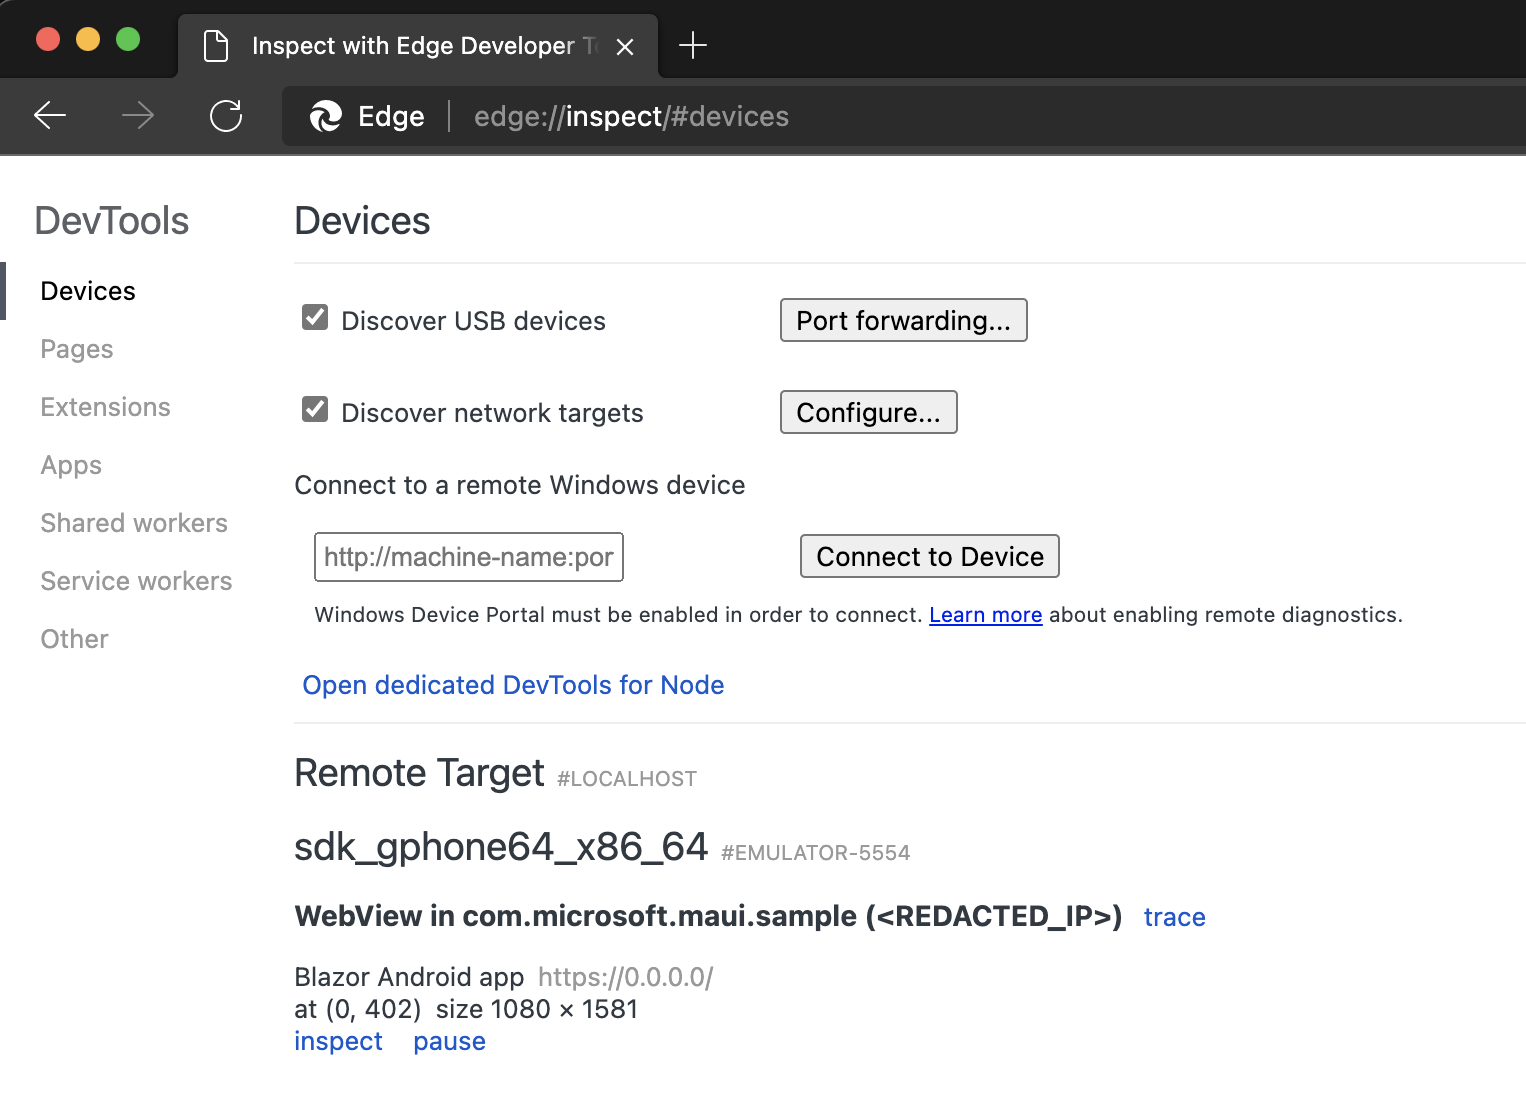 Inspect with Edge Developer
Edge edge://inspect/#devices
DevTools
Devices
Pages
Extensions
Apps
Shared workers
Service workers
Other
Devices
Discover USB devices Port forwarding...
Discover network targets Configure...
Connect to a remote Windows device
http://machine-name:por Connect to Device
Windows Device Portal must be enabled in order to connect. Learn more about enabling remote diagnostics.
Open dedicated DevTools for Node
Remote Target #LOCALHOST
sdk_gphone64_x86_64 #EMULATOR-5554
WebView in com.microsoft.maui.sample (<REDACTED_IP>) trace
Blazor Android app https://0.0.0.0/
at (0, 402) size 1080 × 1581
inspect pause